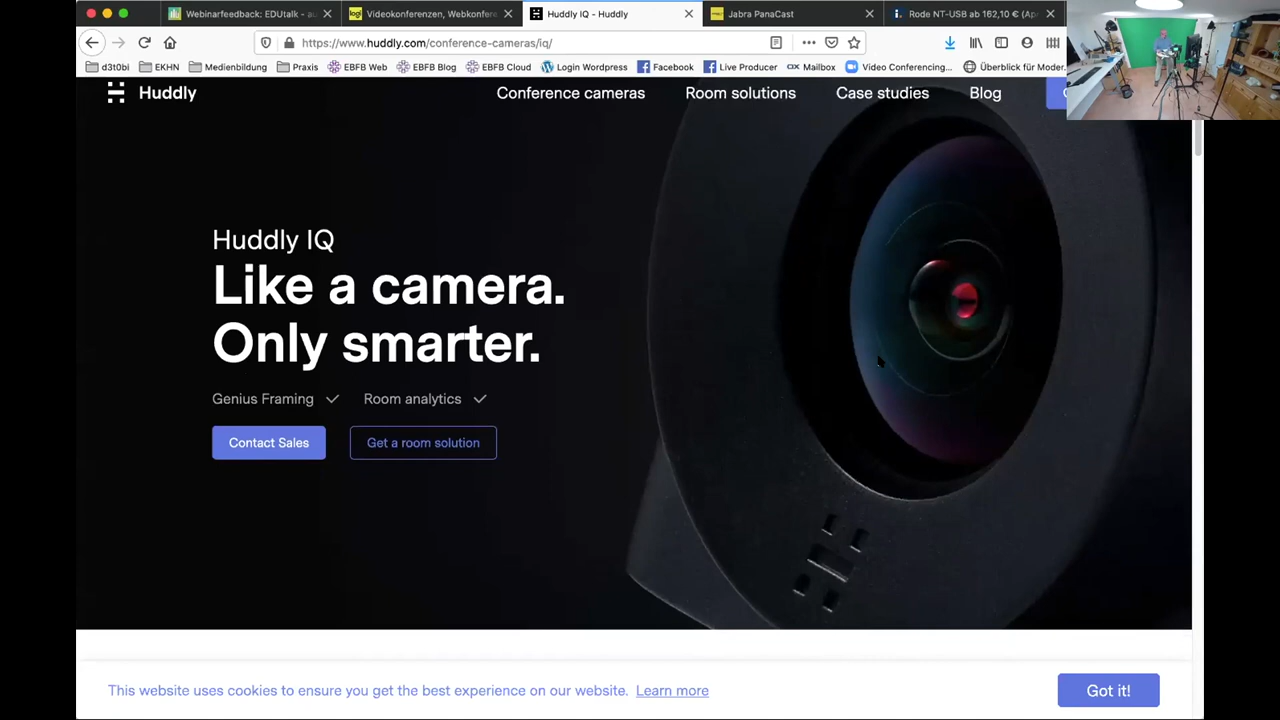 Webinarfeedback: EDUtalk - au
Videokonferenzen, Webkonfere
Huddly IQ - Huddly
Jabra PanaCast
Rode NT-USB ab 162,10 € (Apr
https://www.huddly.com/conference-cameras/iq/
d3t0bi EKHN Medienbildung Praxis EBFB Web EBFB Blog EBFB Cloud Login Wordpress Facebook Live Producer Mailbox Video Conferencing... Überblick für Moder
Huddly
Conference cameras Room solutions Case studies Blog
Huddly IQ
Like a camera.
Only smarter.
Genius Framing Room analytics
Contact Sales Get a room solution
This website uses cookies to ensure you get the best experience on our website. Learn more
Got it!